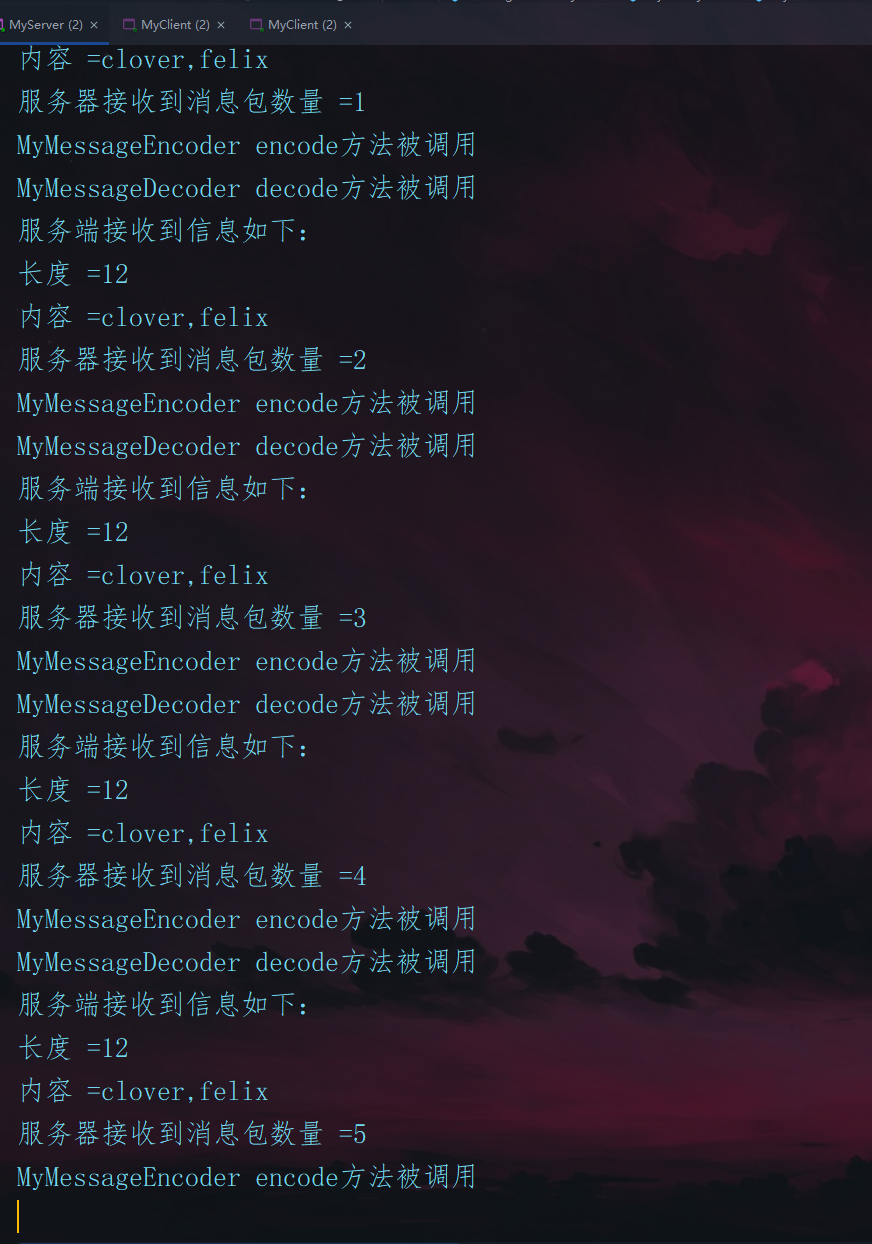 MyServer (2) × MyClient (2) × MyClient (2) ×
内容 =clover,felix
服务器接收到消息包数量 =1
MyMessageEncoder encode方法被调用
MyMessageDecoder decode方法被调用
服务端接收到信息如下：
长度 =12
内容 =clover,felix
服务器接收到消息包数量 =2
MyMessageEncoder encode方法被调用
MyMessageDecoder decode方法被调用
服务端接收到信息如下：
长度 =12
内容 =clover,felix
服务器接收到消息包数量 =3
MyMessageEncoder encode方法被调用
MyMessageDecoder decode方法被调用
服务端接收到信息如下：
长度 =12
内容 =clover,felix
服务器接收到消息包数量 =4
MyMessageEncoder encode方法被调用
MyMessageDecoder decode方法被调用
服务端接收到信息如下：
长度 =12
内容 =clover,felix
服务器接收到消息包数量 =5
MyMessageEncoder encode方法被调用